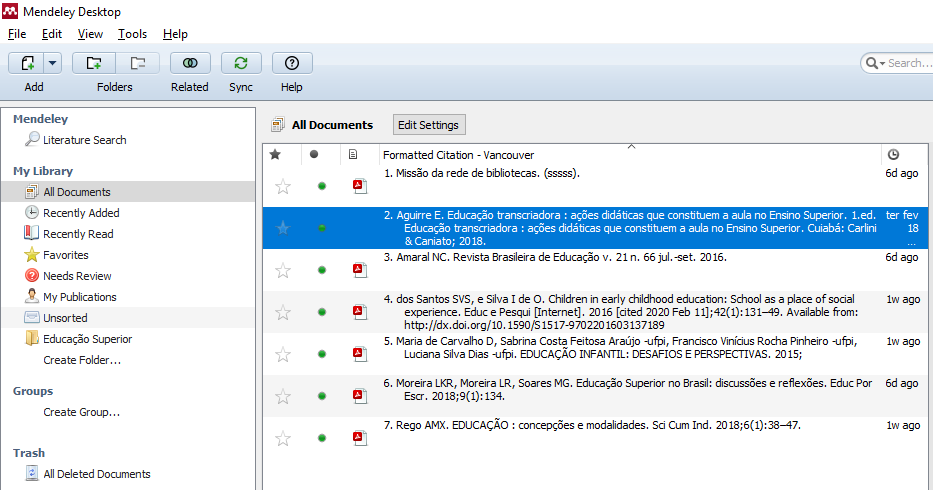 Mendeley Desktop
File Edit View Tools Help
Add Folders Related Sync Help
Search...
Mendeley
Literature Search
My Library
All Documents
Recently Added
Recently Read
Favorites
Needs Review
My Publications
Unsorted
Educação Superior
Create Folder...
Groups
Create Group...
Trash
All Deleted Documents
All Documents Edit Settings
Formatted Citation - Vancouver
1. Missão da rede de bibliotecas. (sssss). 6d ago
2. Aguirre E. Educação transcriadora : ações didáticas que constituem a aula no Ensino Superior. 1.ed. ter fev
Educação transcriadora : ações didáticas que constituem a aula no Ensino Superior. Cuiabá: Carlini 18
& Caniato; 2018. ...
3. Amaral NC. Revista Brasileira de Educação v. 21 n. 66 jul.-set. 2016. 6d ago
4. dos Santos SVS, e Silva I de O. Children in early childhood education: School as a place of social 1w ago
experience. Educ e Pesqui [Internet]. 2016 [cited 2020 Feb 11];42(1):131–49. Available from:
http://dx.doi.org/10.1590/S1517-9702201603137189
5. Maria de Carvalho D, Sabrina Costa Feitosa Araújo -ufpi, Francisco Vinícius Rocha Pinheiro -ufpi, 1w ago
Luciana Silva Dias -ufpi. EDUCAÇÃO INFANTIL: DESAFIOS E PERSPECTIVAS. 2015;
6. Moreira LKR, Moreira LR, Soares MG. Educação Superior no Brasil: discussões e reflexões. Educ Por 6d ago
Escr. 2018;9(1):134.
7. Rego AMX. EDUCAÇÃO : concepções e modalidades. Sci Cum Ind. 2018;6(1):38–47. 1w ago